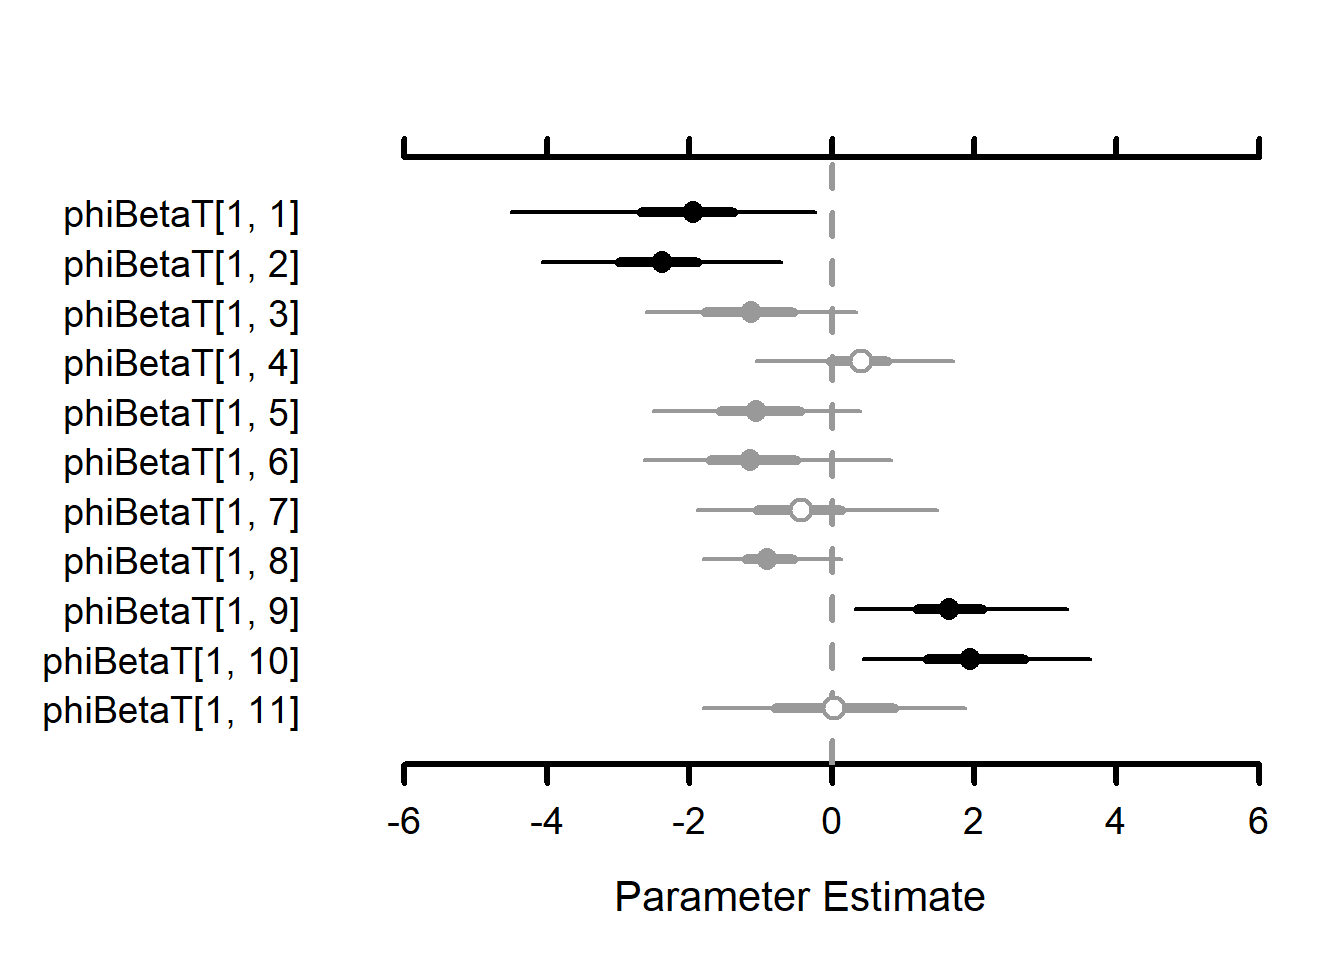 phiBetaT[1, 1]
phiBetaT[1, 2]
phiBetaT[1, 3]
phiBetaT[1, 4]
phiBetaT[1, 5]
phiBetaT[1, 6]
phiBetaT[1, 7]
phiBetaT[1, 8]
phiBetaT[1, 9]
phiBetaT[1, 10]
phiBetaT[1, 11]
-6 -4 -2 0 2 4 6
Parameter Estimate